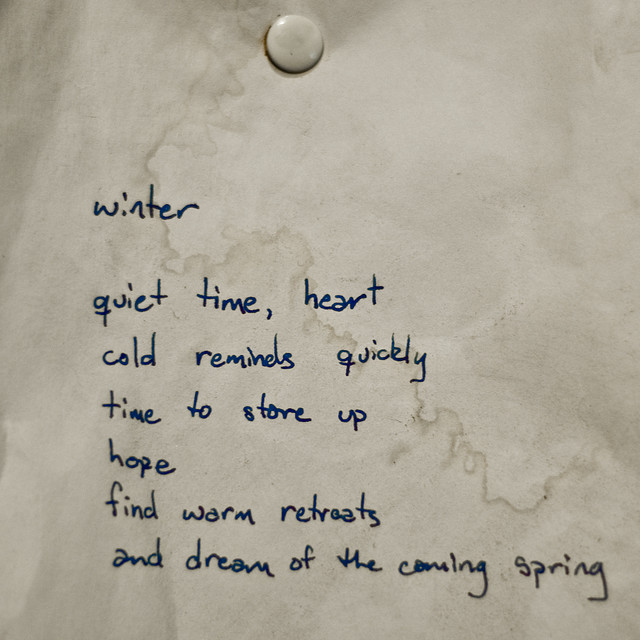 winter
quiet time, heart
cold reminds quickly
time to store up
hope
find warm retreats
and dream of the coming spring